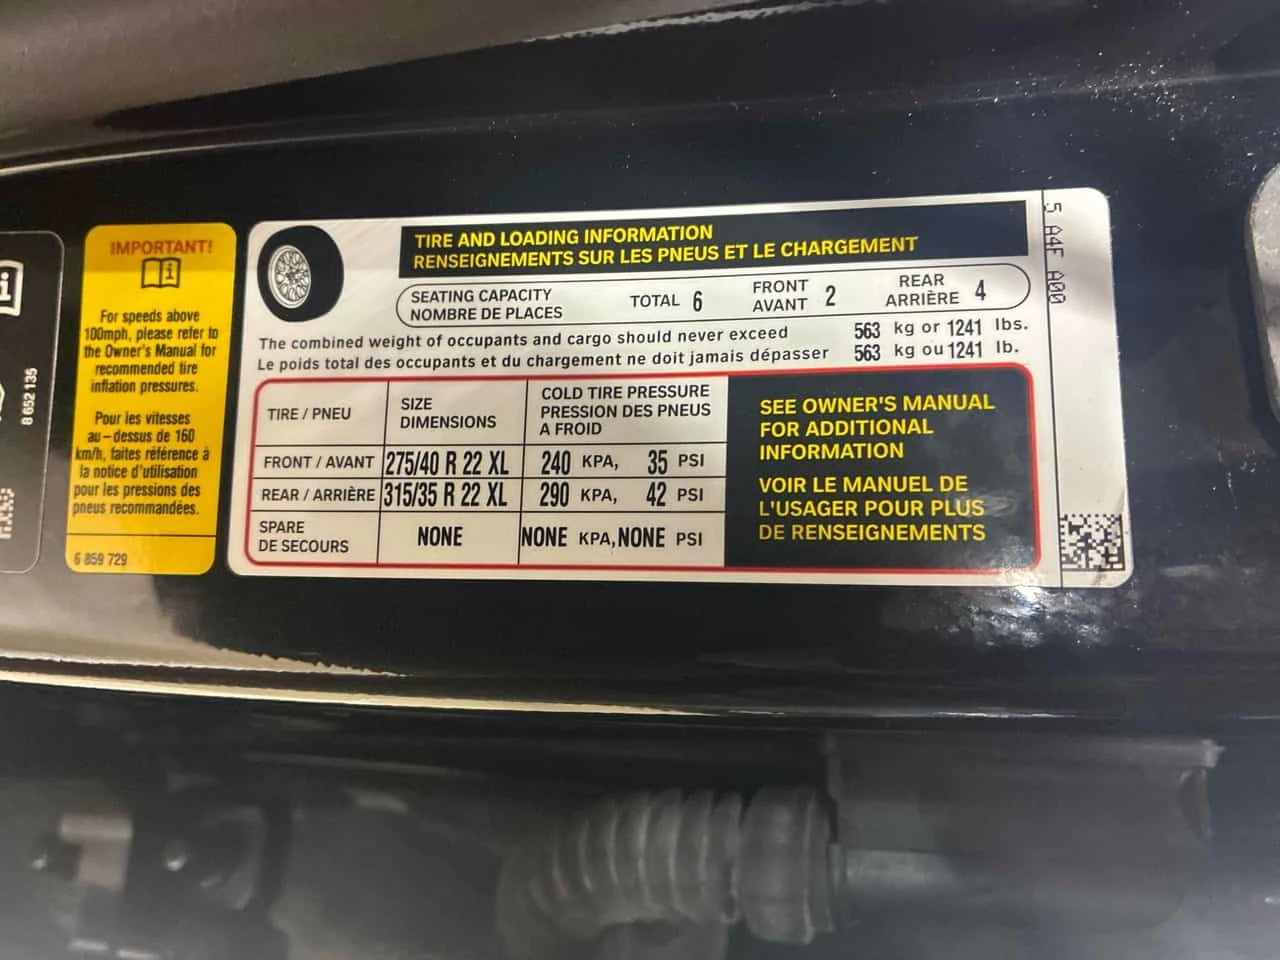 8 652 135
IMPORTANT!
For speeds above
100mph, please refer to
the Owner's Manual for
recommended tire
inflation pressures.
Pour les vitesses
au-dessus de 160
km/h, faites référence à
la notice d'utilisation
pour les pressions des
pneus recommandées.
6 859 729
TIRE AND LOADING INFORMATION
RENSEIGNEMENTS SUR LES PNEUS ET LE CHARGEMENT
SEATING CAPACITY
NOMBRE DE PLACES
TOTAL 6
FRONT
AVANT 2
REAR
ARRIÈRE 4
The combined weight of occupants and cargo should never exceed 563 kg or 1241 lbs.
Le poids total des occupants et du chargement ne doit jamais dépasser 563 kg ou 1241 lb.
TIRE / PNEU
SIZE
DIMENSIONS
COLD TIRE PRESSURE
PRESSION DES PNEUS
A FROID
FRONT / AVANT 275/40 R 22 XL 240 KPA, 35 PSI
REAR / ARRIÈRE 315/35 R 22 XL 290 KPA, 42 PSI
SPARE
DE SECOURS
NONE NONE KPA, NONE PSI
SEE OWNER'S MANUAL
FOR ADDITIONAL
INFORMATION
VOIR LE MANUEL DE
L'USAGER POUR PLUS
DE RENSEIGNEMENTS
5 A4F A00